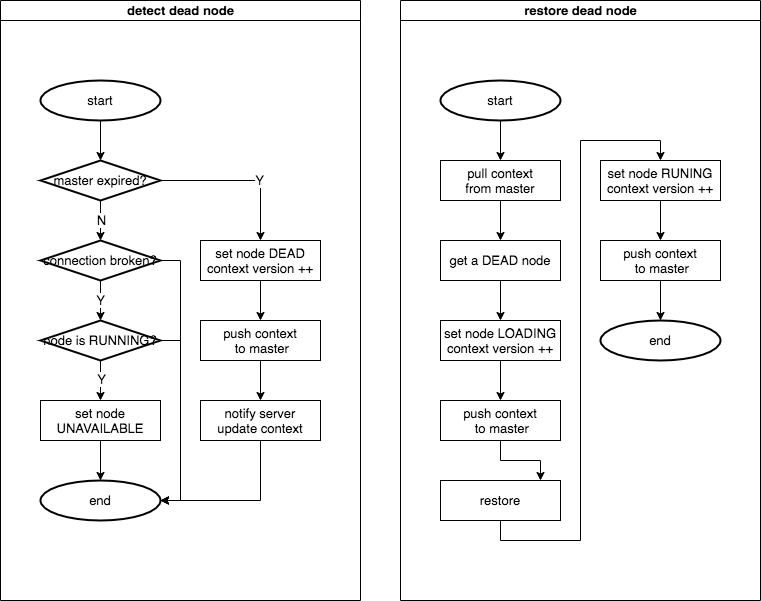 detect dead node
start
master expired?
Y
N
connection broken?
set node DEAD
context version ++
Y
node is RUNNING?
push context
to master
Y
set node
UNAVAILABLE
notify server
update context
end
restore dead node
start
pull context
from master
get a DEAD node
set node LOADING
context version ++
push context
to master
restore
set node RUNING
context version ++
push context
to master
end